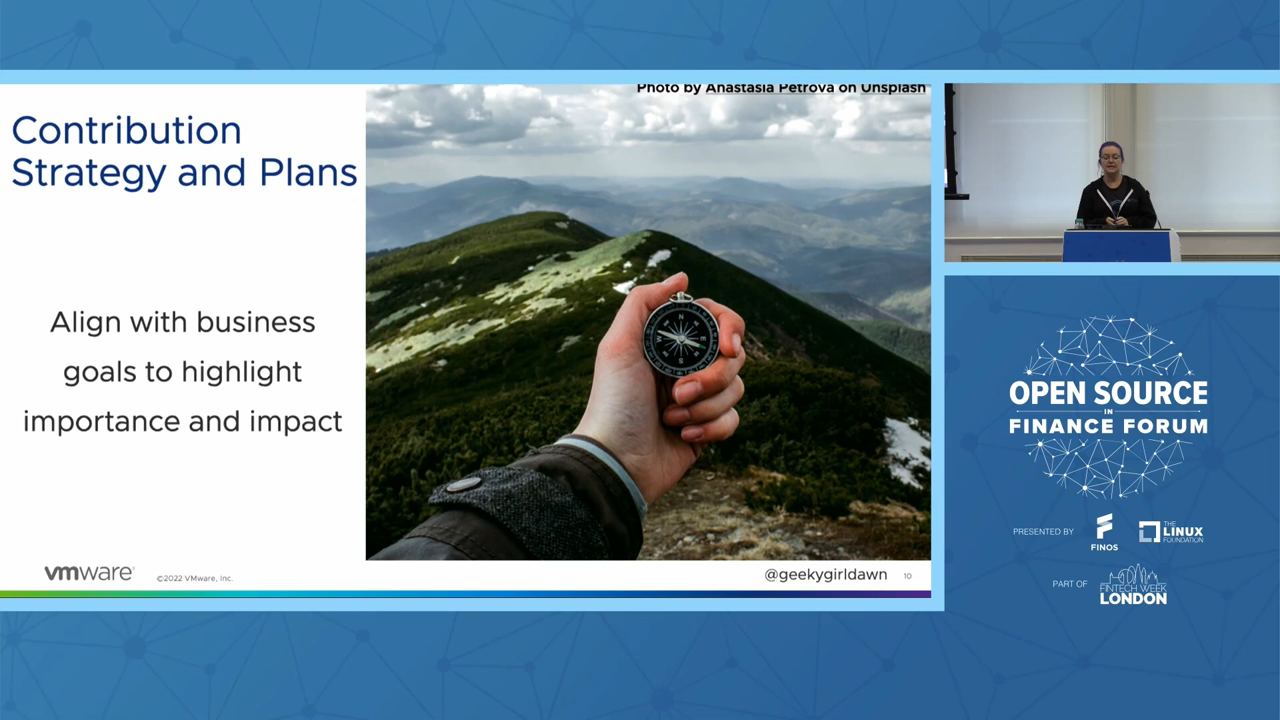 Photo by Anastasia Petrova on Unsplash
Contribution
Strategy and Plans
Align with business
goals to highlight
importance and impact
vmware®
©2022 VMware, Inc.
@geekygirldawn
10
OPEN SOURCE
IN
FINANCE FORUM
PRESENTED BY
FINOS
THE
LINUX
FOUNDATION
PART OF
FINTECH WEEK
LONDON
N
E
S
W